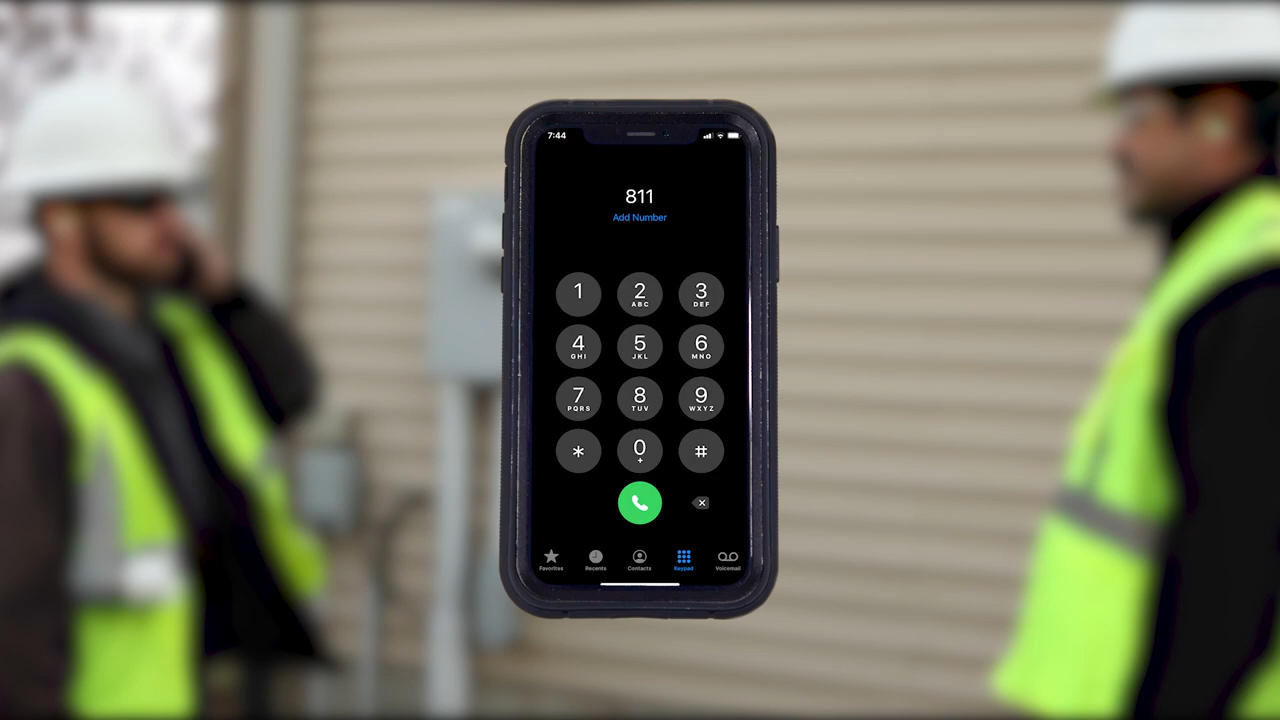 7:44
811
Add Number
1 2 3
ABC DEF
4 5 6
GHI JKL MNO
7 8 9
PQRS TUV WXYZ
* 0 #
+
Favorites Recents Contacts Keypad Voicemail